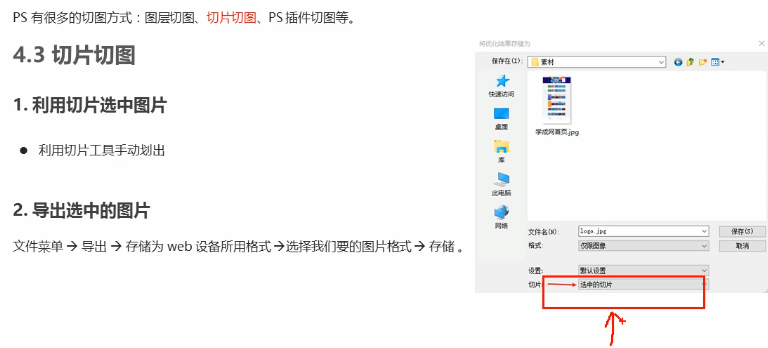 PS 有很多的切图方式：图层切图、切片切图、PS 插件切图等。
4.3 切片切图
1. 利用切片选中图片
● 利用切片工具手动划出
2. 导出选中的图片
文件菜单 → 导出 → 存储为 web 设备所用格式 →选择我们要的图片格式 → 存储 。
将优化结果存储为
保存在(I):
素材
快速访问
桌面
库
此电脑
网络
学成网首页.jpg
文件名(N):
logo.jpg
保存(S)
格式:
仅限图像
取消
设置:
默认设置
切片:
选中的切片